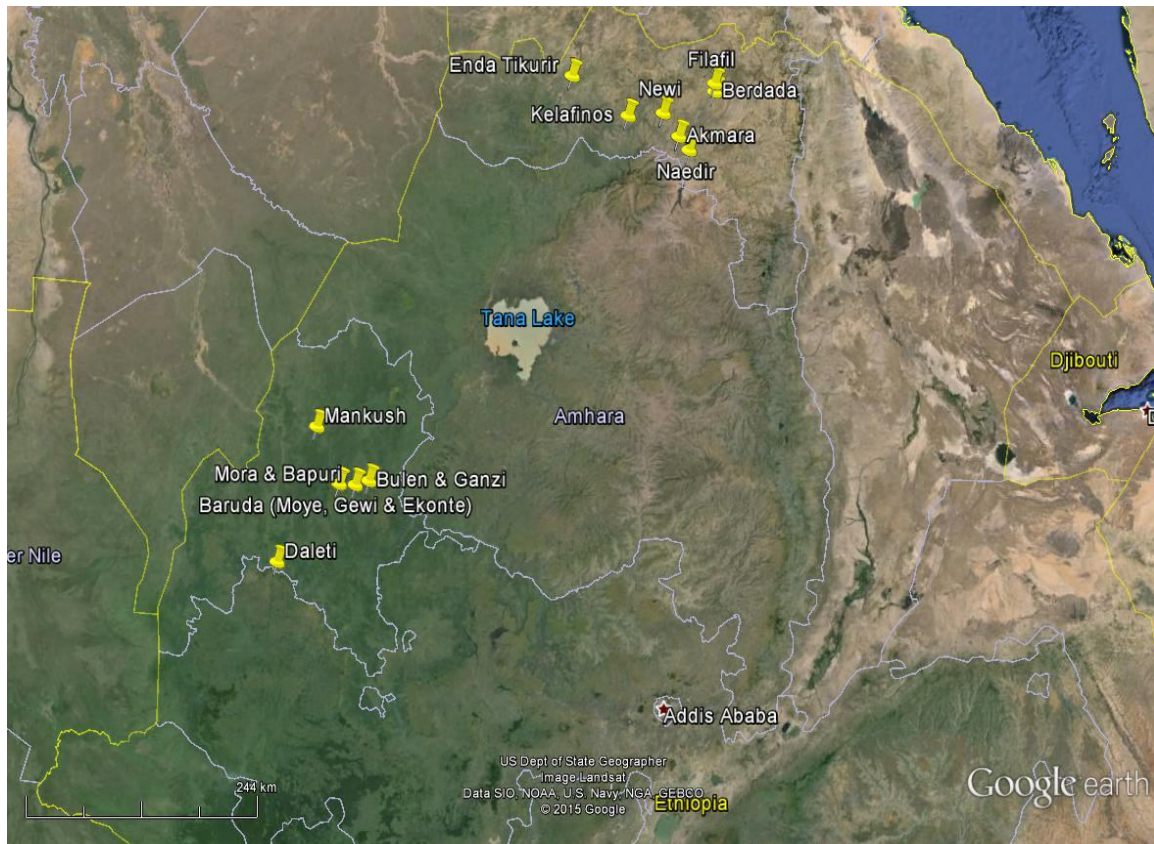 Filafil
Enda Tikurir
Newi
Berdada
Kelafinos
Akmara
Naedir
Tana Lake
Djibouti
Amhara
Mankush
Mora & Bapuri
Bulen & Ganzi
Baruda (Moye, Gewi & Ekonte)
Daleti
er Nile
Addis Ababa
US Dept of State Geographer
Image Landsat
Data SIO, NOAA, U.S. Navy, NGA, GEBCO
© 2015 Google
Ethiopia
244 km
Google earth